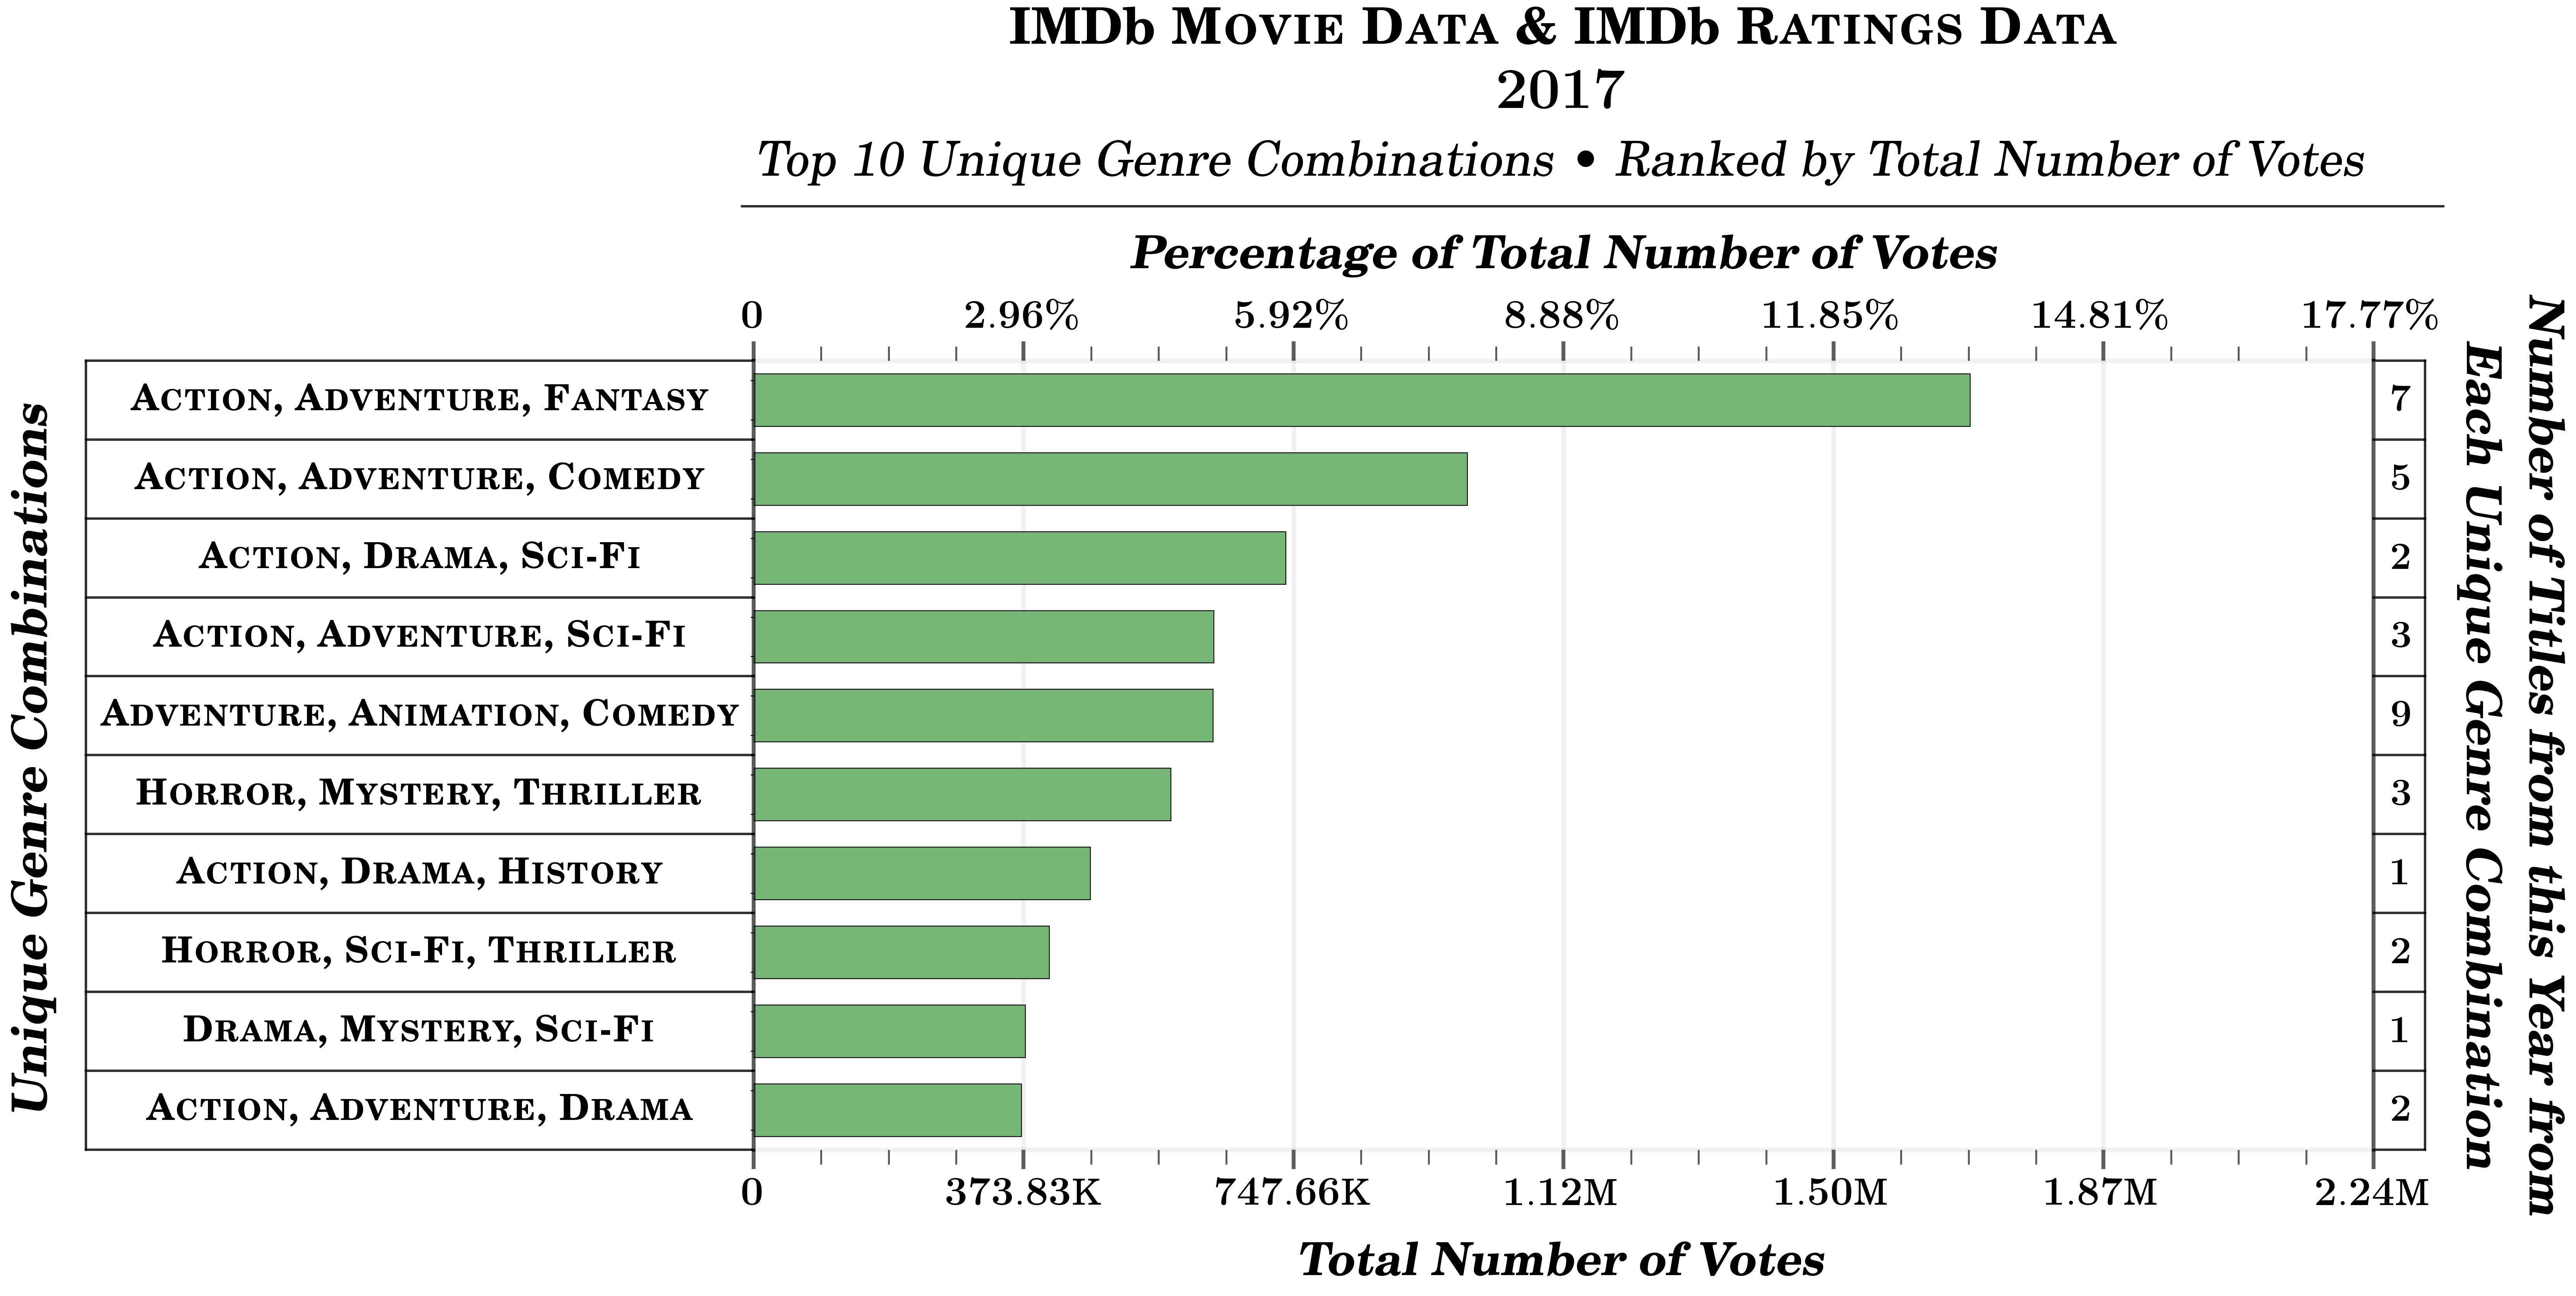 IMDb Movie Data & IMDb Ratings Data
2017
Top 10 Unique Genre Combinations • Ranked by Total Number of Votes
Percentage of Total Number of Votes
0 2.96% 5.92% 8.88% 11.85% 14.81% 17.77%
Unique Genre Combinations
Action, Adventure, Fantasy 7
Action, Adventure, Comedy 5
Action, Drama, Sci-Fi 2
Action, Adventure, Sci-Fi 3
Adventure, Animation, Comedy 9
Horror, Mystery, Thriller 3
Action, Drama, History 1
Horror, Sci-Fi, Thriller 2
Drama, Mystery, Sci-Fi 1
Action, Adventure, Drama 2
Number of Titles from this Year from
Each Unique Genre Combination
0 373.83K 747.66K 1.12M 1.50M 1.87M 2.24M
Total Number of Votes